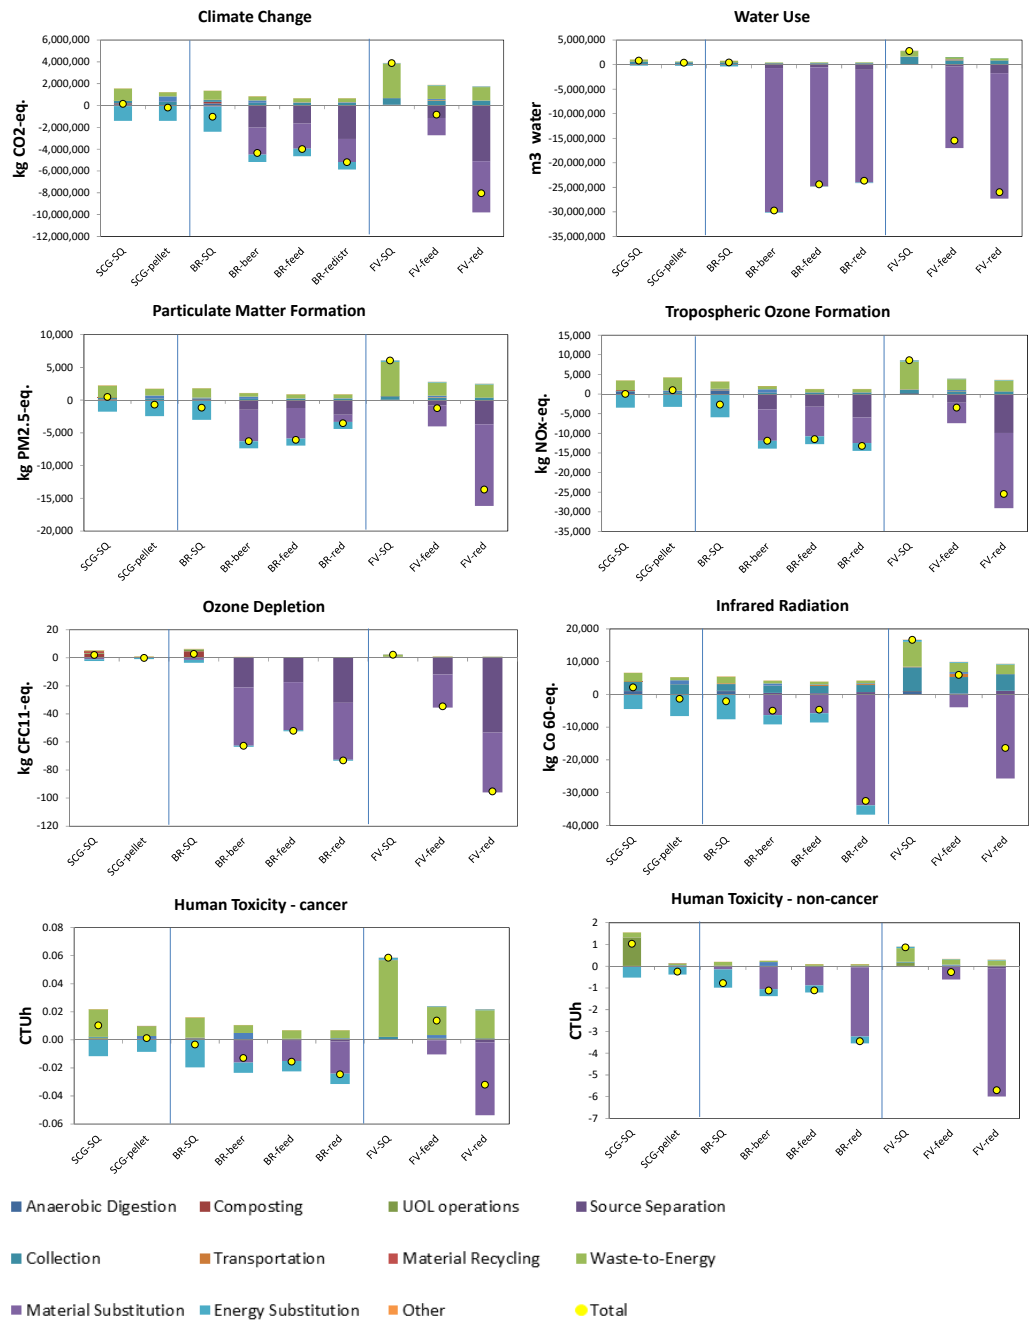 Climate Change
kg CO2-eq.
6,000,000
4,000,000
2,000,000
0
-2,000,000
-4,000,000
-6,000,000
-8,000,000
-10,000,000
-12,000,000
SCG-SQ
SCG-pellet
BR-SQ
BR-beer
BR-feed
BR-redistr
FV-SQ
FV-feed
FV-red
Water Use
m3 water
5,000,000
0
-5,000,000
-10,000,000
-15,000,000
-20,000,000
-25,000,000
-30,000,000
-35,000,000
SCG-SQ
SCG-pellet
BR-SQ
BR-beer
BR-feed
BR-red
FV-SQ
FV-feed
FV-red
Particulate Matter Formation
kg PM2.5-eq.
10,000
5,000
0
-5,000
-10,000
-15,000
-20,000
SCG-SQ
SCG-pellet
BR-SQ
BR-beer
BR-feed
BR-red
FV-SQ
FV-feed
FV-red
Tropospheric Ozone Formation
kg NOx-eq.
15,000
10,000
5,000
0
-5,000
-10,000
-15,000
-20,000
-25,000
-30,000
-35,000
SCG-SQ
SCG-pellet
BR-SQ
BR-beer
BR-feed
BR-red
FV-SQ
FV-feed
FV-red
Ozone Depletion
kg CFC11-eq.
20
0
-20
-40
-60
-80
-100
-120
SCG-SQ
SCG-pellet
BR-SQ
BR-beer
BR-feed
BR-red
FV-SQ
FV-feed
FV-red
Infrared Radiation
kg Co 60-eq.
20,000
10,000
0
-10,000
-20,000
-30,000
-40,000
SCG-SQ
SCG-pellet
BR-SQ
BR-beer
BR-feed
BR-red
FV-SQ
FV-feed
FV-red
Human Toxicity - cancer
CTUh
0.08
0.06
0.04
0.02
0.00
-0.02
-0.04
-0.06
SCG-SQ
SCG-pellet
BR-SQ
BR-beer
BR-feed
BR-red
FV-SQ
FV-feed
FV-red
Human Toxicity - non-cancer
CTUh
2
1
0
-1
-2
-3
-4
-5
-6
-7
SCG-SQ
SCG-pellet
BR-SQ
BR-beer
BR-feed
BR-red
FV-SQ
FV-feed
FV-red
Anaerobic Digestion Composting UOL operations Source Separation
Collection Transportation Material Recycling Waste-to-Energy
Material Substitution Energy Substitution Other Total